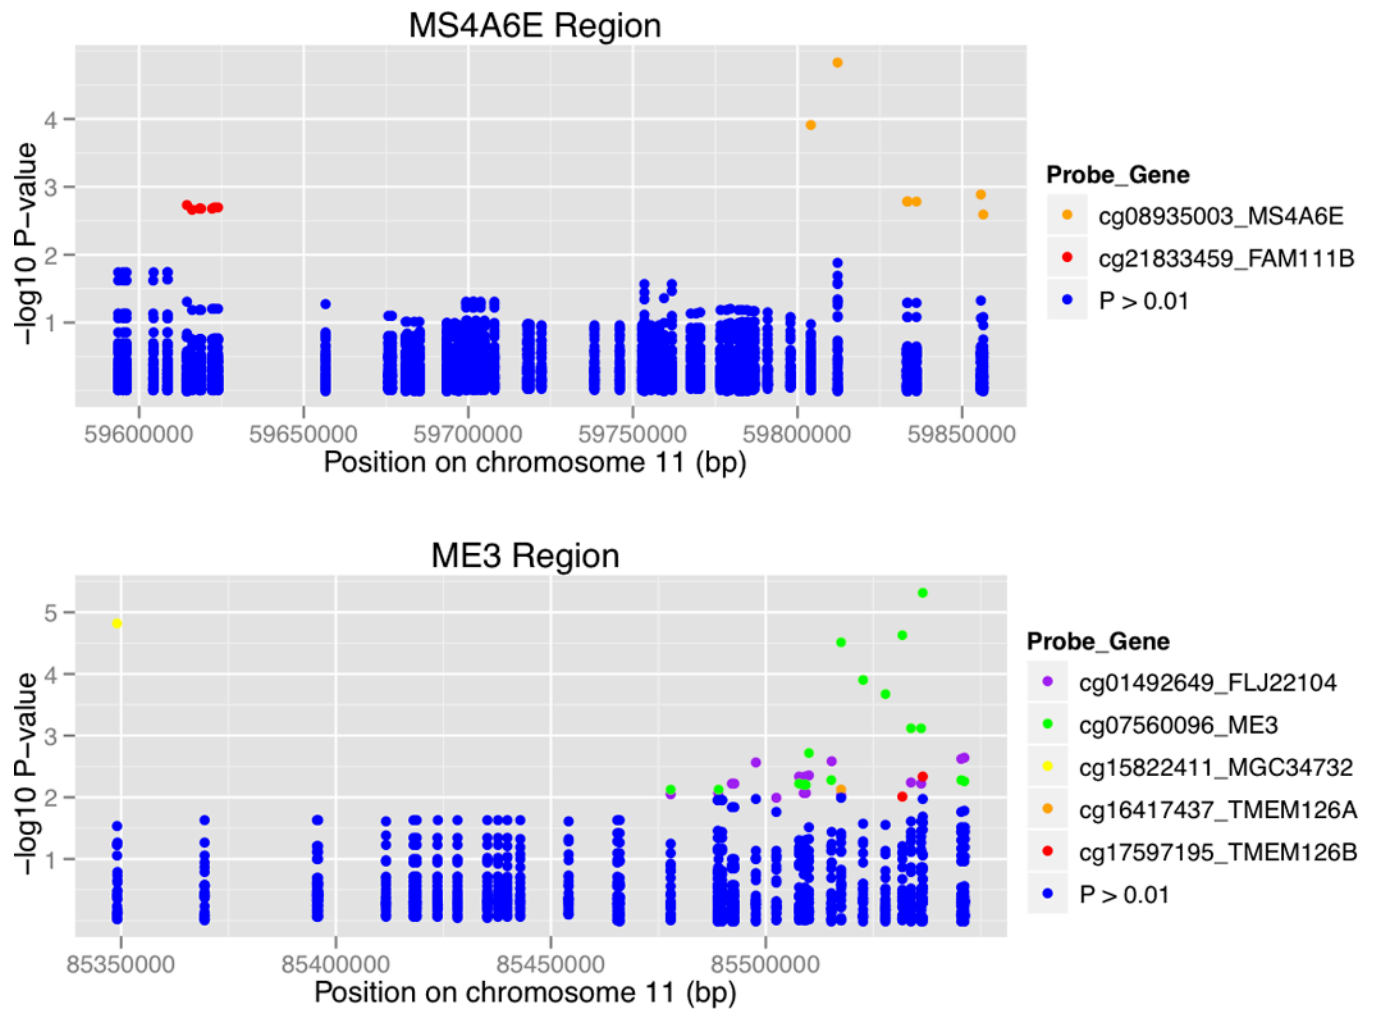 MS4A6E Region
−log10 P−value
4
3
2
1
59600000 59650000 59700000 59750000 59800000 59850000
Position on chromosome 11 (bp)
Probe_Gene
cg08935003_MS4A6E
cg21833459_FAM111B
P > 0.01
ME3 Region
−log10 P−value
5
4
3
2
1
85350000 85400000 85450000 85500000
Position on chromosome 11 (bp)
Probe_Gene
cg01492649_FLJ22104
cg07560096_ME3
cg15822411_MGC34732
cg16417437_TMEM126A
cg17597195_TMEM126B
P > 0.01